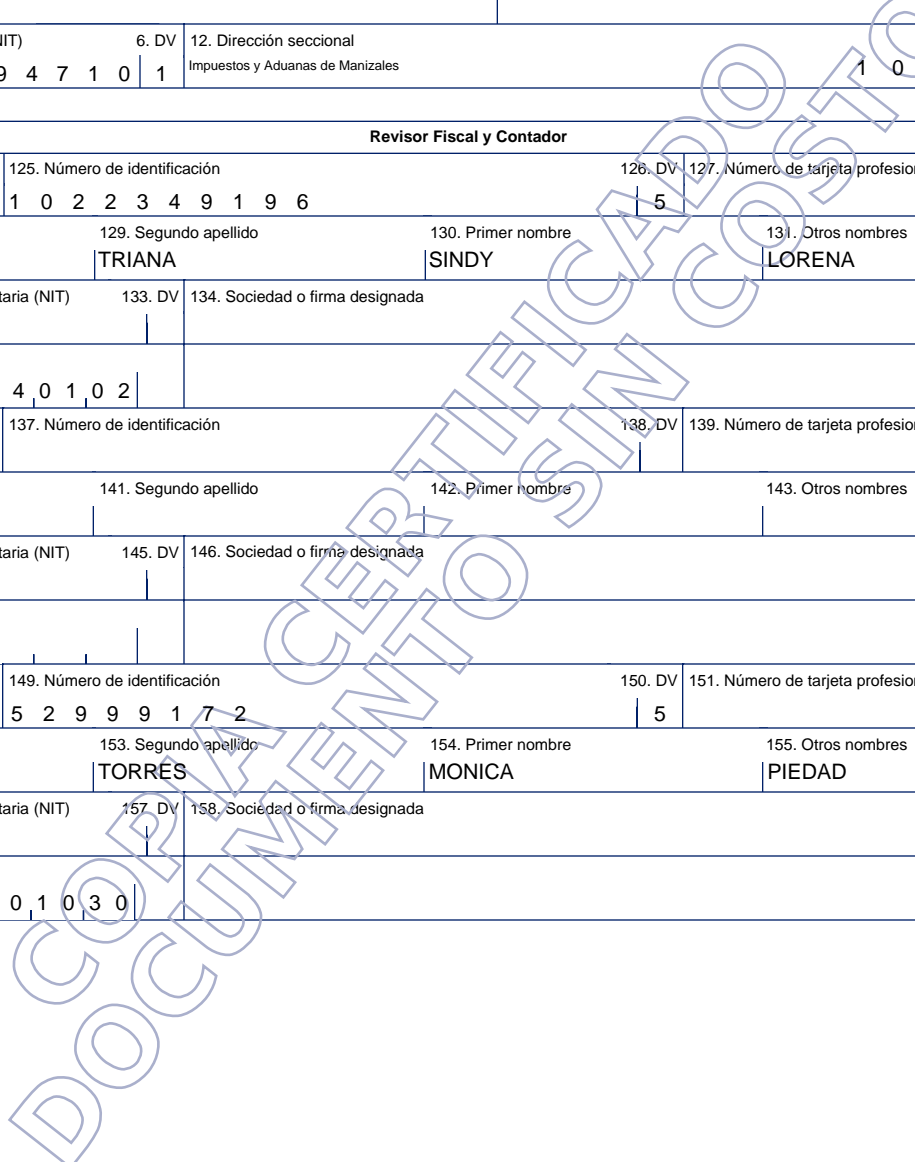 NIT) 6. DV 12. Dirección seccional
9 4 7 1 0 1 Impuestos y Aduanas de Manizales 1 0
Revisor Fiscal y Contador
125. Número de identificación 126. DV 127. Número de tarjeta profesion
1 0 2 2 3 4 9 1 9 6 5
129. Segundo apellido 130. Primer nombre 131. Otros nombres
TRIANA SINDY LORENA
taria (NIT) 133. DV 134. Sociedad o firma designada
4 0 1 0 2
137. Número de identificación 138. DV 139. Número de tarjeta profesion
141. Segundo apellido 142. Primer nombre 143. Otros nombres
taria (NIT) 145. DV 146. Sociedad o firma designada
149. Número de identificación 150. DV 151. Número de tarjeta profesion
5 2 9 9 9 1 7 2 5
153. Segundo apellido 154. Primer nombre 155. Otros nombres
TORRES MONICA PIEDAD
taria (NIT) 157. DV 158. Sociedad o firma designada
0 1 0 3 0
COPIA CERTIFICADO
DOCUMENTO SIN COSTO